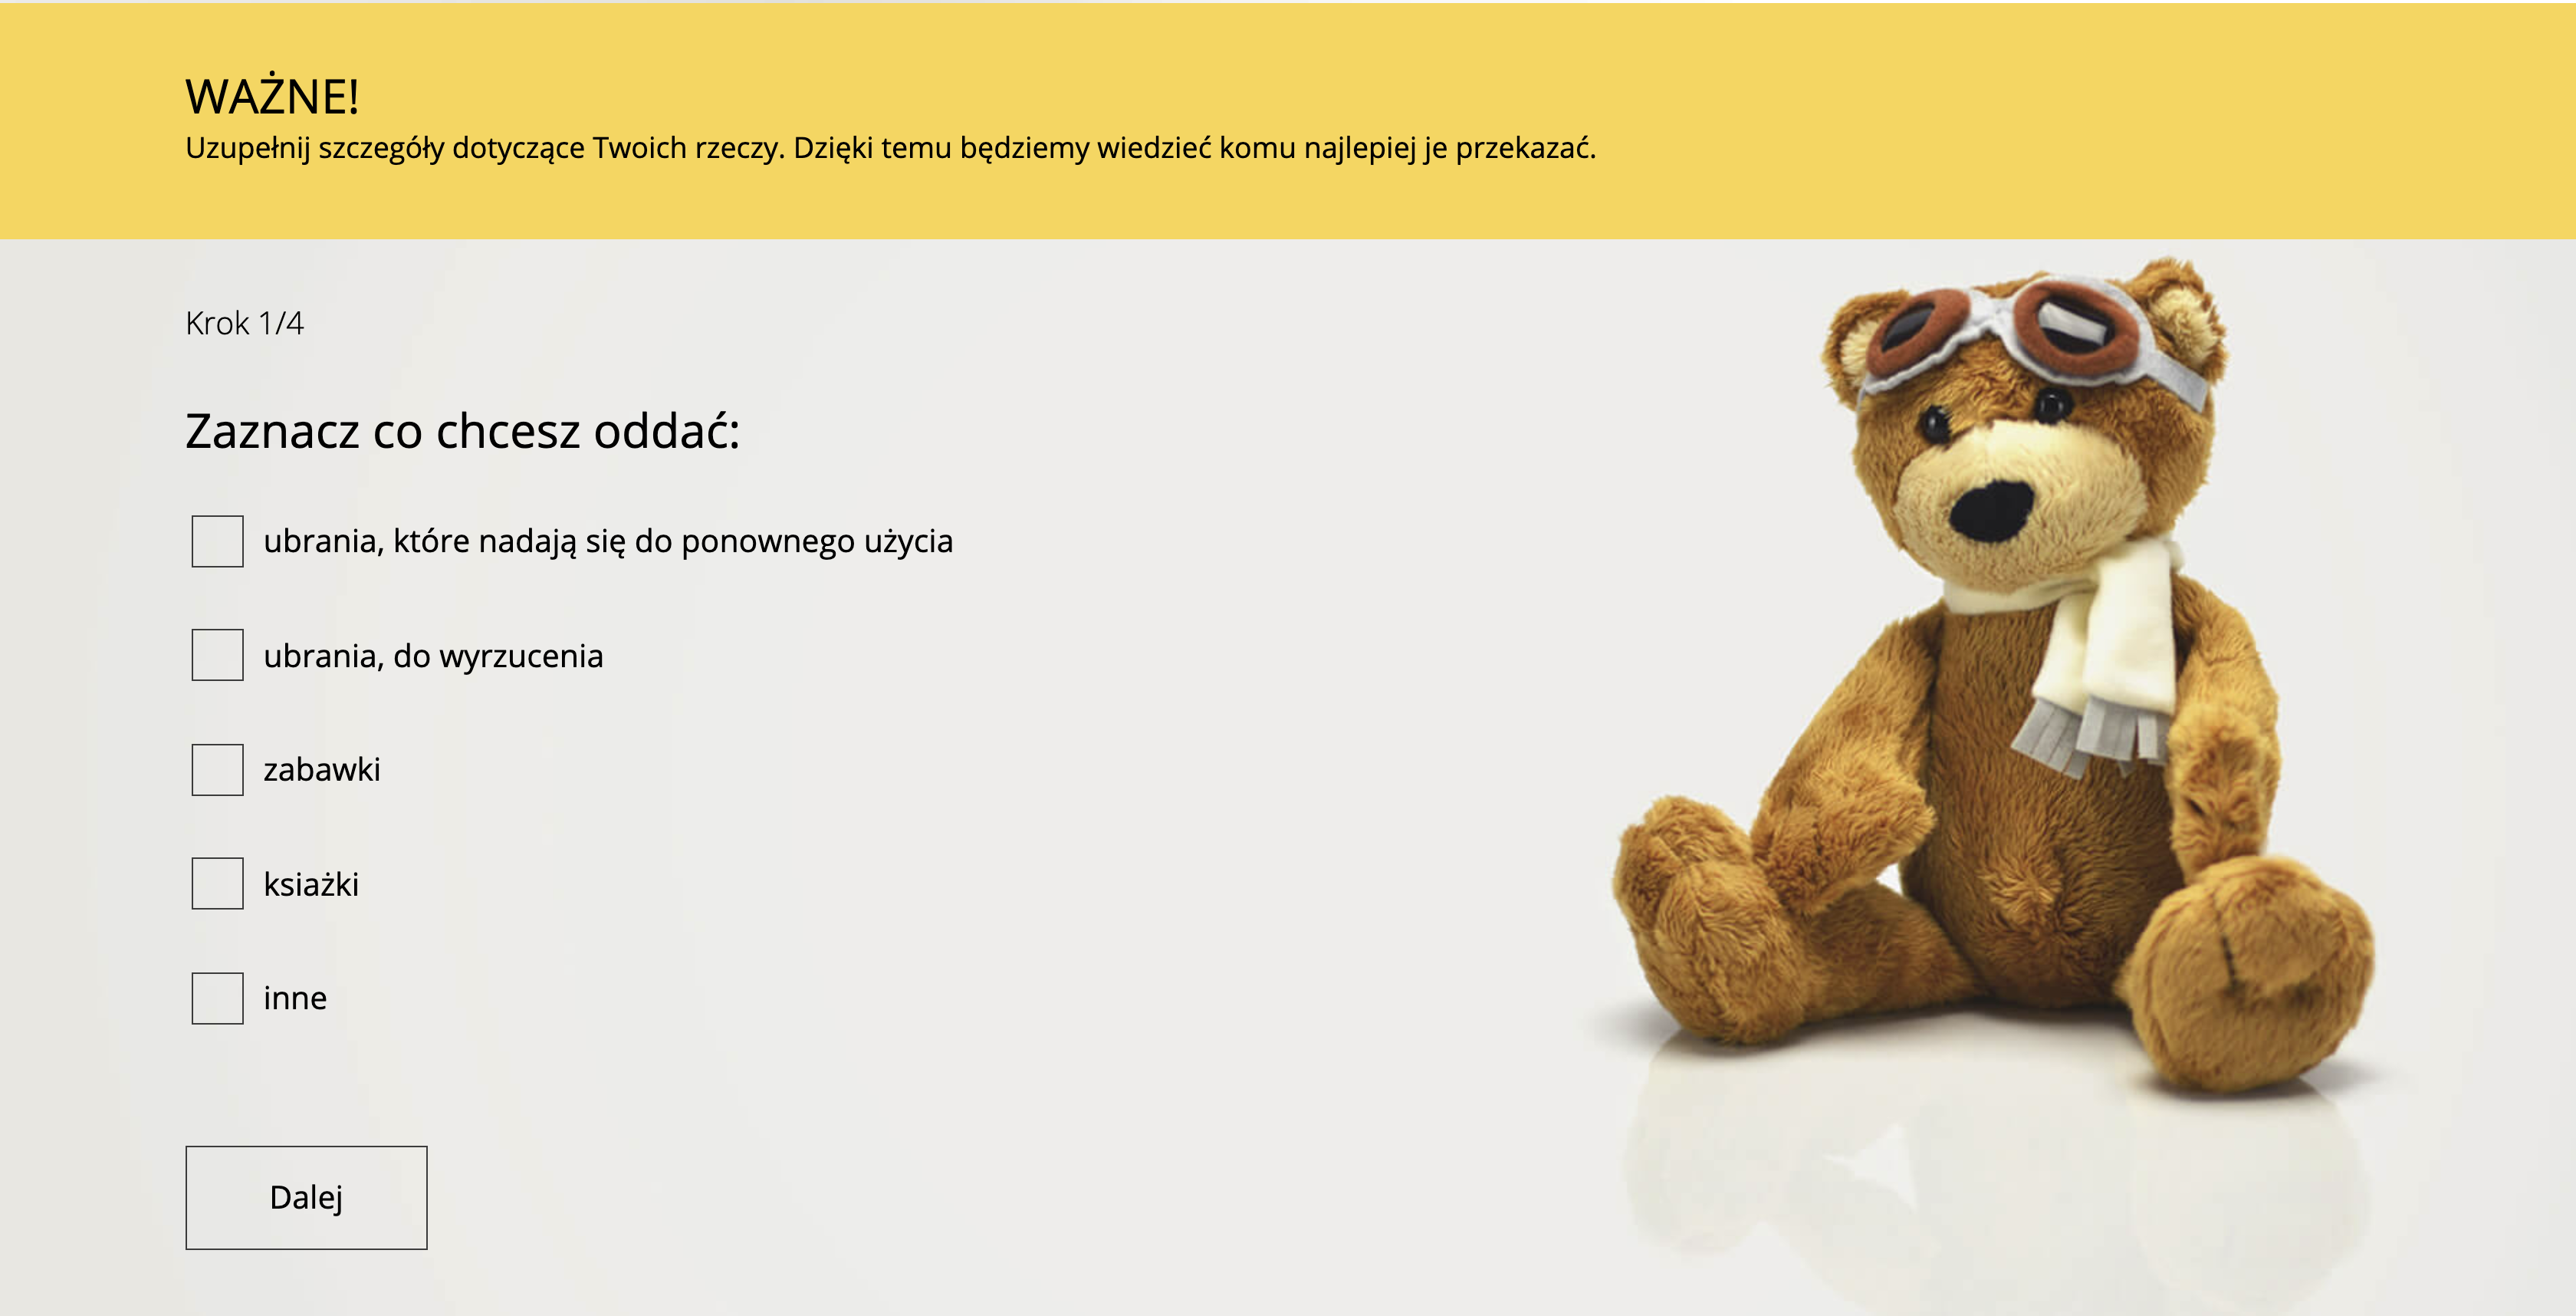 WAŻNE!
Uzupełnij szczegóły dotyczące Twoich rzeczy. Dzięki temu będziemy wiedzieć komu najlepiej je przekazać.
Krok 1/4
Zaznacz co chcesz oddać:
ubrania, które nadają się do ponownego użycia
ubrania, do wyrzucenia
zabawki
ksiażki
inne
Dalej